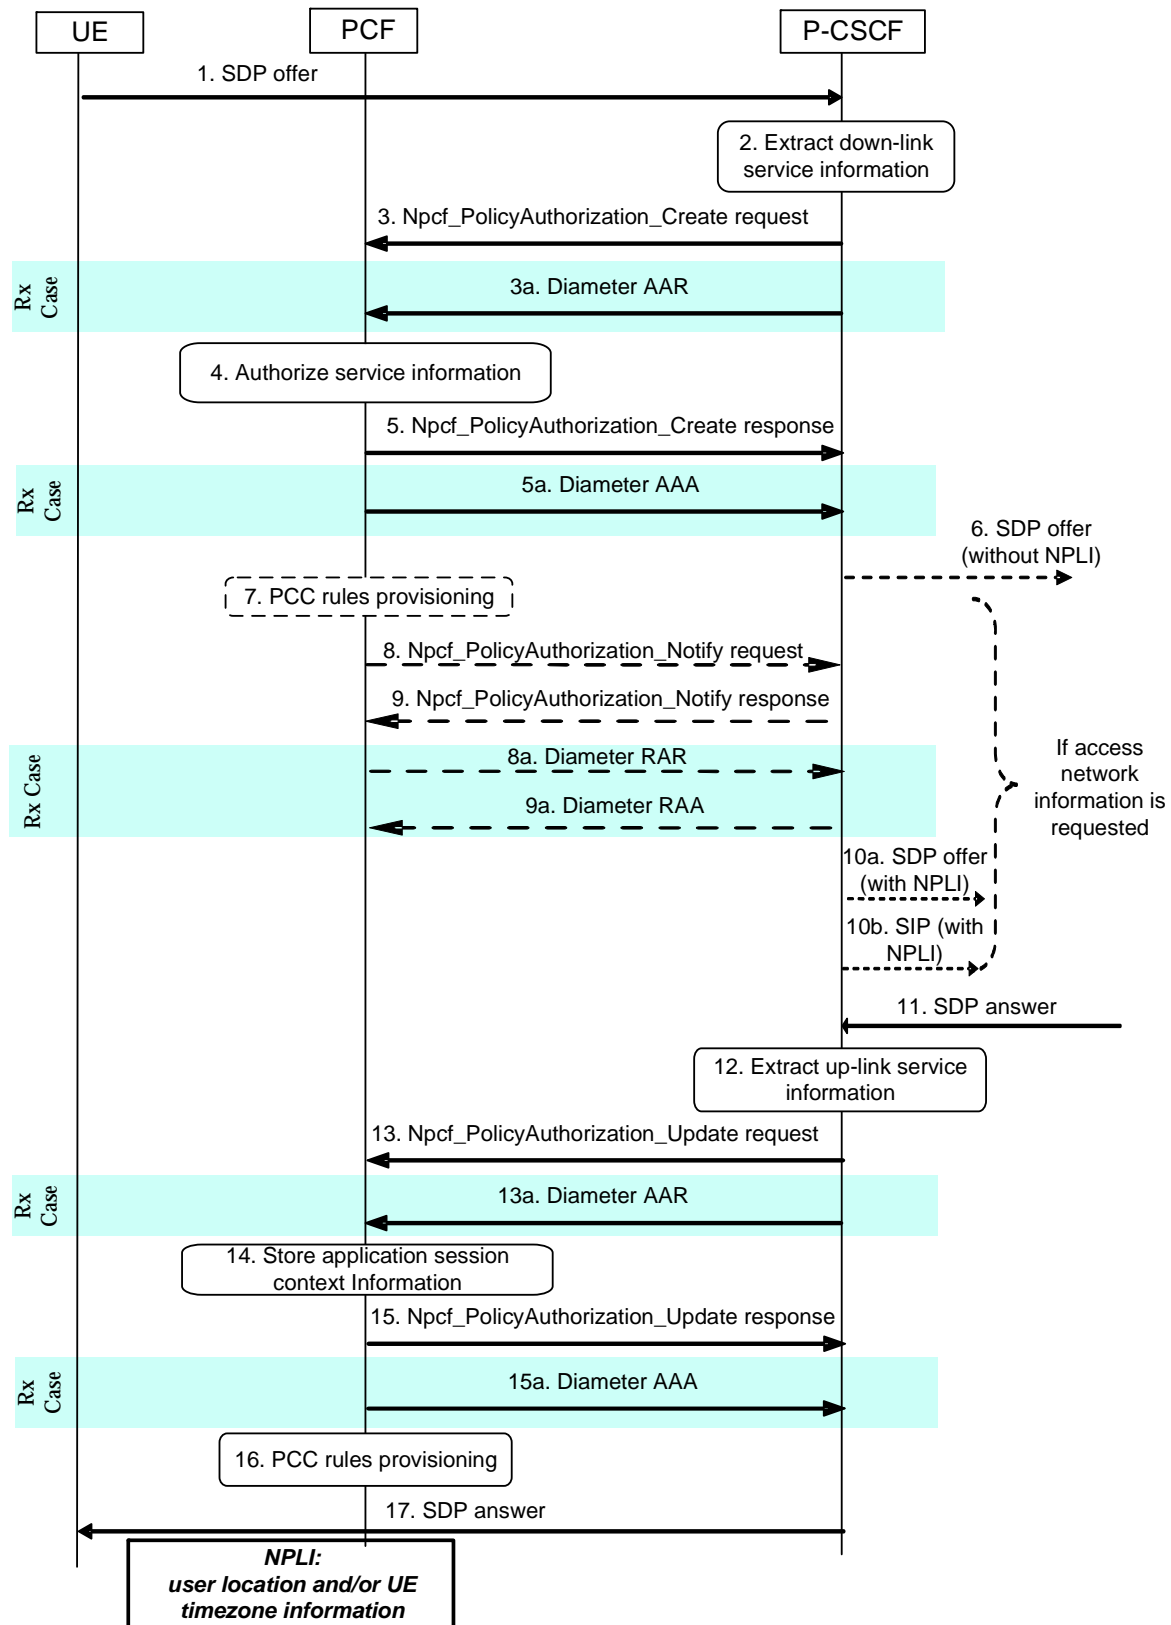 UE
PCF
P-CSCF
1. SDP offer
2. Extract down-link
service information
3. Npcf_PolicyAuthorization_Create request
Rx
Case
3a. Diameter AAR
4. Authorize service information
5. Npcf_PolicyAuthorization_Create response
Rx
Case
5a. Diameter AAA
6. SDP offer
(without NPLI)
7. PCC rules provisioning
8. Npcf_PolicyAuthorization_Notify request
9. Npcf_PolicyAuthorization_Notify response
Rx Case
8a. Diameter RAR
9a. Diameter RAA
If access
network
information is
requested
10a. SDP offer
(with NPLI)
10b. SIP (with
NPLI)
11. SDP answer
12. Extract up-link service
information
13. Npcf_PolicyAuthorization_Update request
Rx
Case
13a. Diameter AAR
14. Store application session
context Information
15. Npcf_PolicyAuthorization_Update response
Rx
Case
15a. Diameter AAA
16. PCC rules provisioning
17. SDP answer
NPLI:
user location and/or UE
timezone information